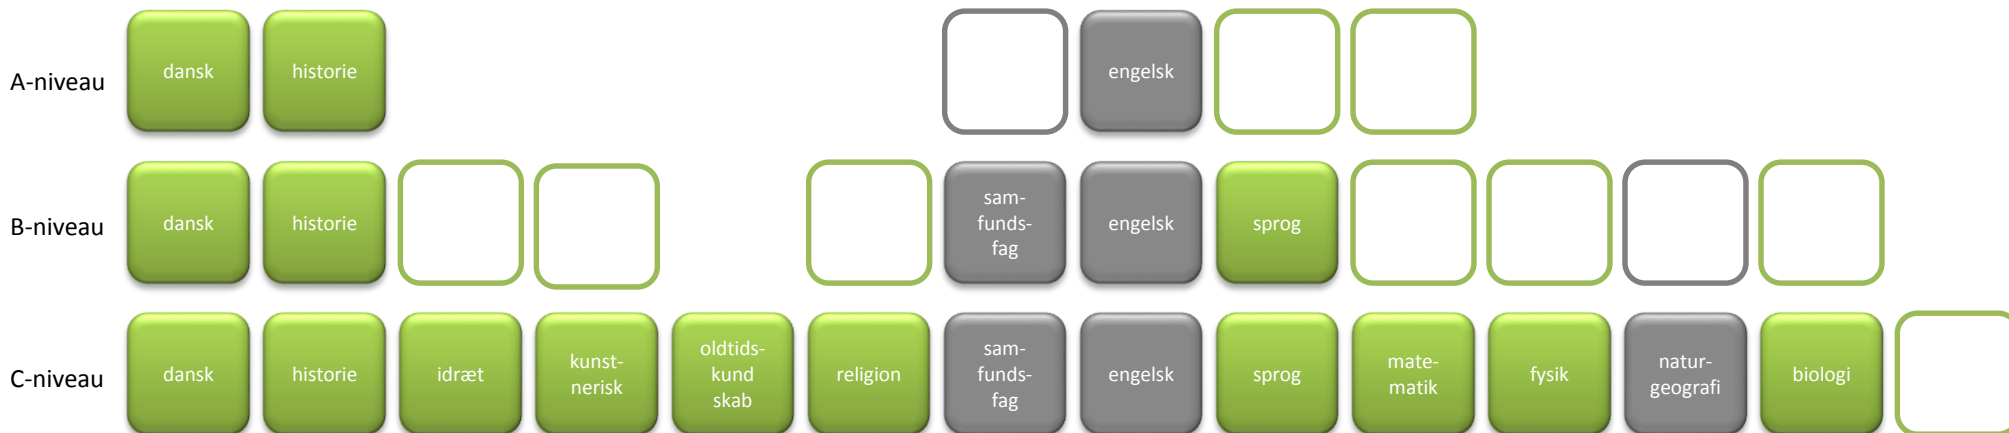 A-niveau
dansk
historie
engelsk
B-niveau
dansk
historie
sam-
funds-
fag
engelsk
sprog
C-niveau
dansk
historie
idræt
kunst-
nerisk
oldtids-
kund
skab
religion
sam-
funds-
fag
engelsk
sprog
mate-
matik
fysik
natur-
geografi
biologi